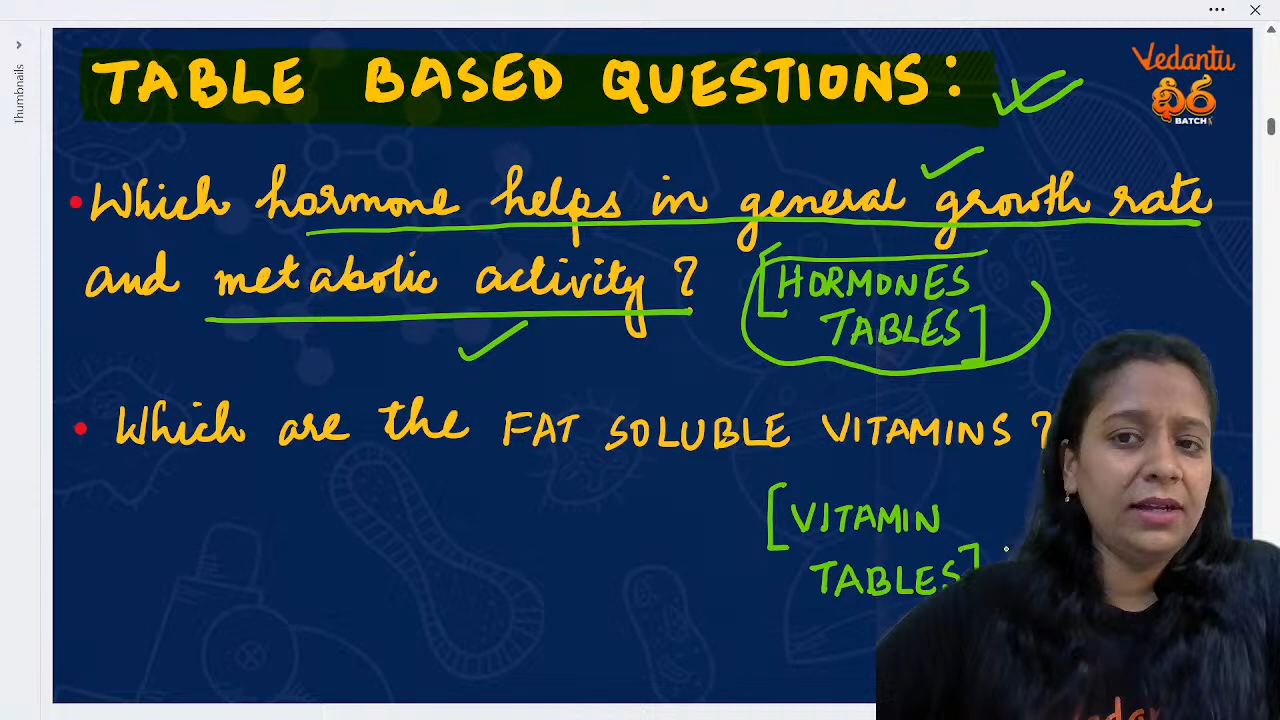 Thumbnails
TABLE BASED QUESTIONS:
Vedantu
ధీర
BATCH
• Which hormone helps in general growth rate
and metabolic activity ?
[HORMONES
TABLES]
• Which are the FAT SOLUBLE VITAMINS ?
[VITAMIN
TABLES]